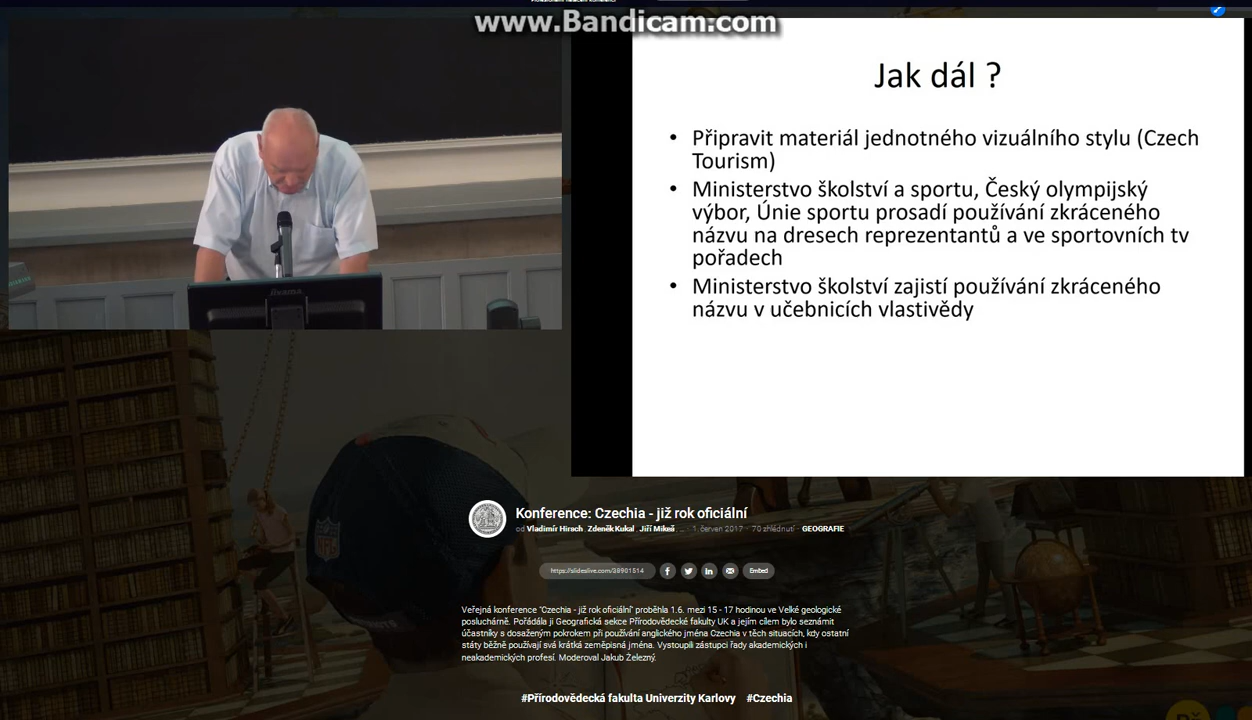 www.Bandicam.com
Jak dál ?
• Připravit materiál jednotného vizuálního stylu (Czech
Tourism)
• Ministerstvo školství a sportu, Český olympijský
výbor, Únie sportu prosadí používání zkráceného
názvu na dresech reprezentantů a ve sportovních tv
pořadech
• Ministerstvo školství zajistí používání zkráceného
názvu v učebnicích vlastivědy
iiyama
NFL
Konference: Czechia - již rok oficiální
od Vladimír Hirsch, Zdeněk Kukal, Jiří Mikeš, ... · 1. červen 2017 · 70 zhlédnutí · GEOGRAFIE
https://slideslive.com/38901514
Embed
Veřejná konference "Czechia - již rok oficiální" proběhla 1.6. mezi 15 - 17 hodinou ve Velké geologické
posluchárně. Pořádála ji Geografická sekce Přírodovědecké fakulty UK a jejím cílem bylo seznámit
účastníky s dosaženým pokrokem při používání anglického jména Czechia v těch situacích, kdy ostatní
státy běžně používají svá krátká zeměpisná jména. Vystoupili zástupci řady akademických i
neakademických profesí. Moderoval Jakub Železný.
#Přírodovědecká fakulta Univerzity Karlovy #Czechia